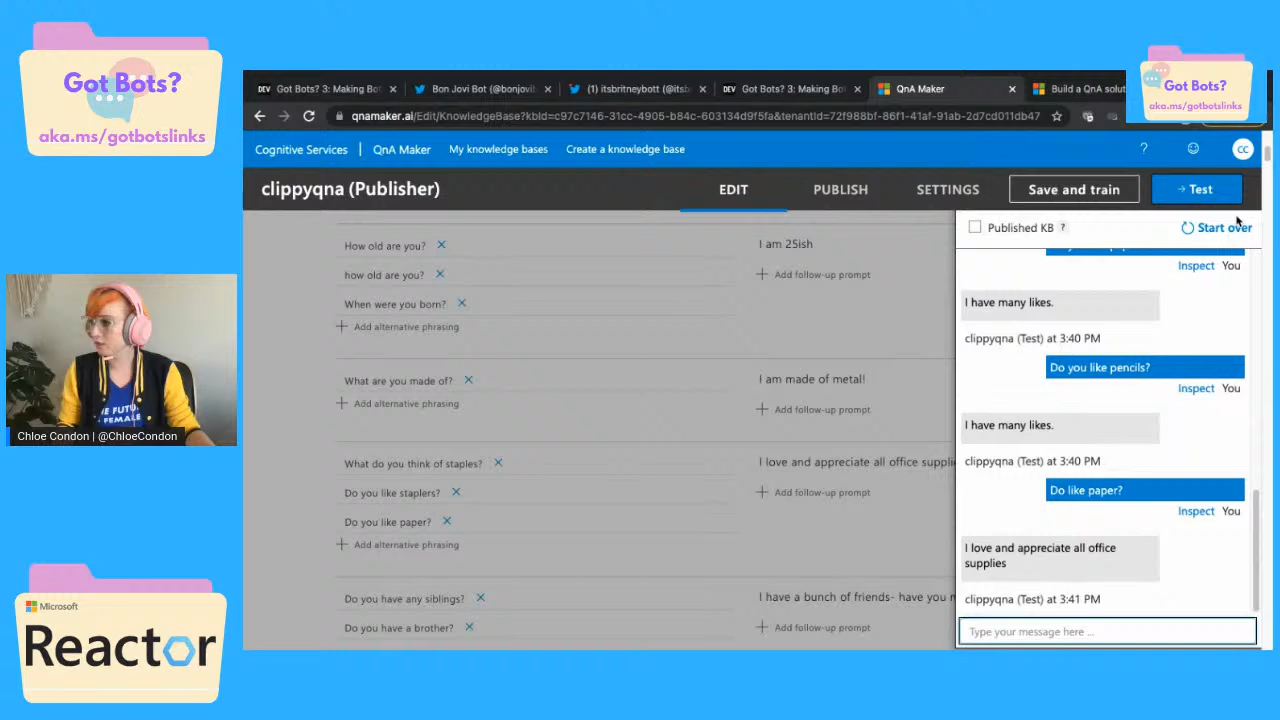 Got Bots?
aka.ms/gotbotslinks
Got Bots?
aka.ms/gotbotslinks
DEV Got Bots? 3: Making Bot
Bon Jovi Bot (@bonjovib
(1) itsbritneybott (@itsb
DEV Got Bots? 3: Making Bot
QnA Maker
Build a QnA solut
qnamaker.ai/Edit/KnowledgeBase?kbId=c97c7146-31cc-4905-b84c-603134d9f5fa&tenantId=72f988bf-86f1-41af-91ab-2d7cd011db47
Cognitive Services
QnA Maker
My knowledge bases
Create a knowledge base
?
CC
clippyqna (Publisher)
EDIT
PUBLISH
SETTINGS
Save and train
Test
Published KB ?
Start over
How old are you?
I am 25ish
how old are you?
Add follow-up prompt
When were you born?
Add alternative phrasing
What are you made of?
I am made of metal!
Add alternative phrasing
Add follow-up prompt
What do you think of staples?
I love and appreciate all office supplie
Do you like staplers?
Add follow-up prompt
Do you like paper?
Add alternative phrasing
Do you have any siblings?
I have a bunch of friends- have you m
Do you have a brother?
Add follow-up prompt
Inspect You
I have many likes.
clippyqna (Test) at 3:40 PM
Do you like pencils?
Inspect You
I have many likes.
clippyqna (Test) at 3:40 PM
Do like paper?
Inspect You
I love and appreciate all office
supplies
clippyqna (Test) at 3:41 PM
Type your message here ...
FEMALE
Chloe Condon | @ChloeCondon
Microsoft
Reactor